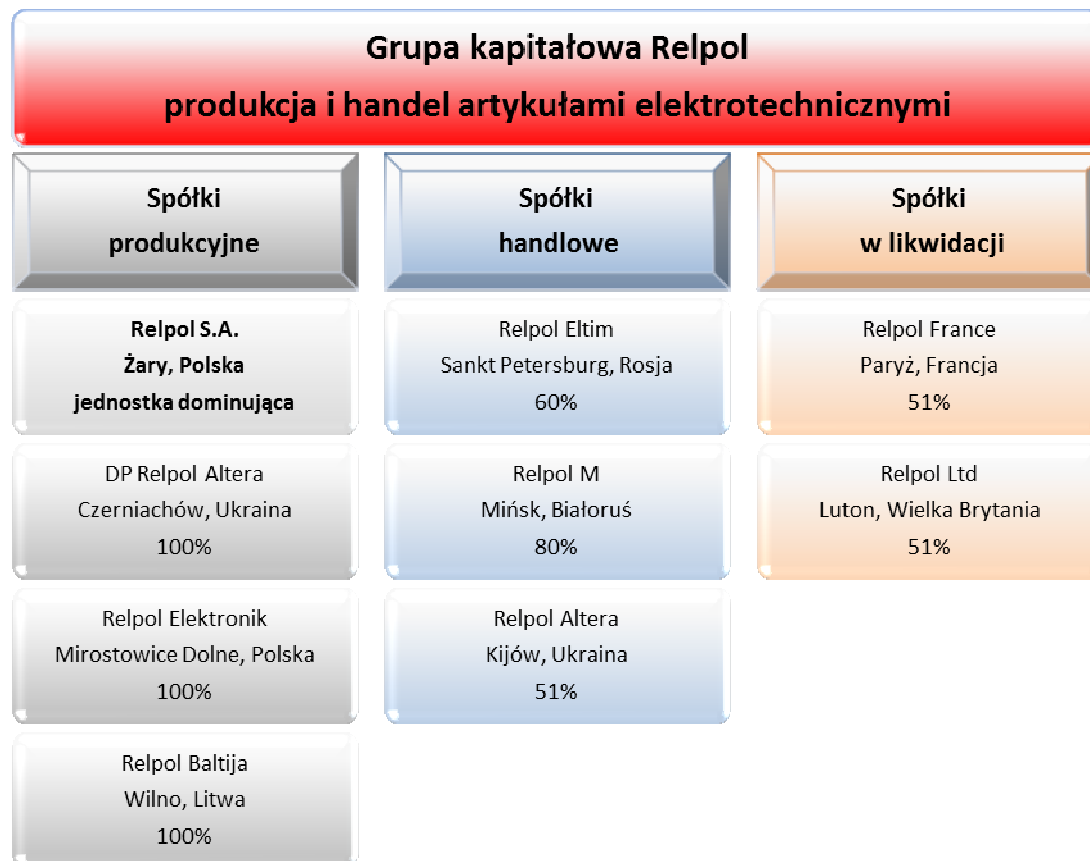 Grupa kapitałowa Relpol
produkcja i handel artykułami elektrotechnicznymi
Spółki
produkcyjne
Relpol S.A.
Żary, Polska
jednostka dominująca
DP Relpol Altera
Czerniachów, Ukraina
100%
Relpol Elektronik
Mirostowice Dolne, Polska
100%
Relpol Baltija
Wilno, Litwa
100%
Spółki
handlowe
Relpol Eltim
Sankt Petersburg, Rosja
60%
Relpol M
Mińsk, Białoruś
80%
Relpol Altera
Kijów, Ukraina
51%
Spółki
w likwidacji
Relpol France
Paryż, Francja
51%
Relpol Ltd
Luton, Wielka Brytania
51%